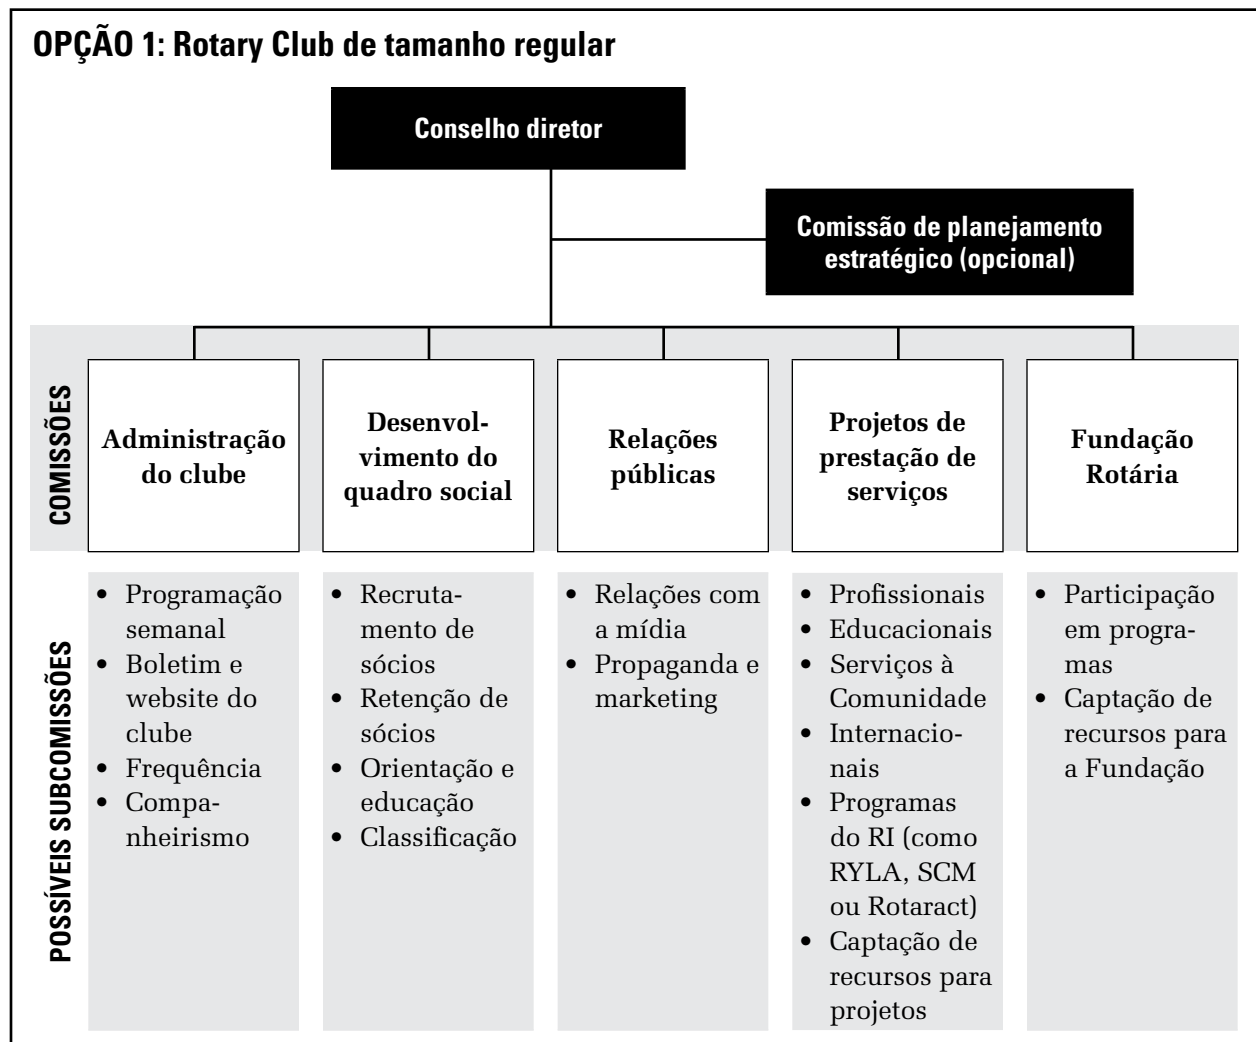 OPÇÃO 1: Rotary Club de tamanho regular
Conselho diretor
Comissão de planejamento
estratégico (opcional)
COMISSÕES
Administração
do clube
Desenvol-
vimento do
quadro social
Relações
públicas
Projetos de
prestação de
serviços
Fundação
Rotária
POSSÍVEIS SUBCOMISSÕES
• Programação
semanal
• Boletim e
website do
clube
• Frequência
• Compa-
nheirismo
• Recruta-
mento de
sócios
• Retenção de
sócios
• Orientação e
educação
• Classificação
• Relações com
a mídia
• Propaganda e
marketing
• Profissionais
• Educacionais
• Serviços à
Comunidade
• Internacio-
nais
• Programas
do RI (como
RYLA, SCM
ou Rotaract)
• Captação de
recursos para
projetos
• Participação
em progra-
mas
• Captação de
recursos para
a Fundação